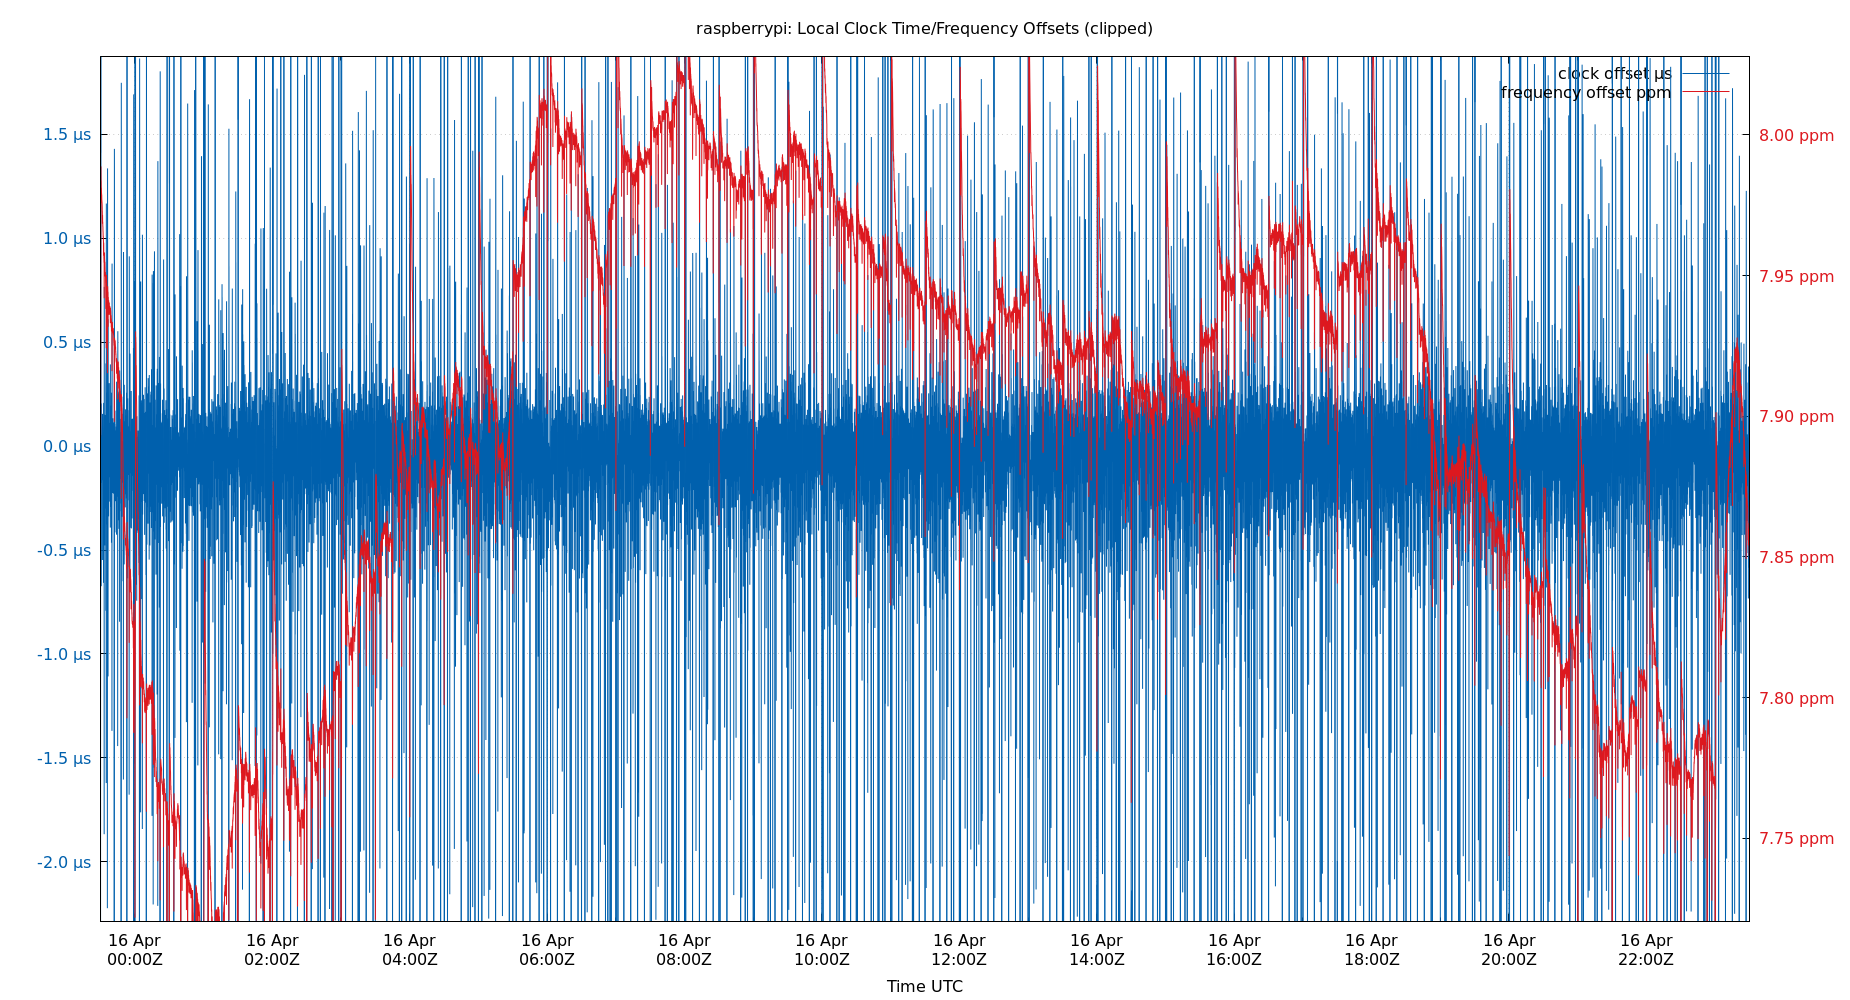 raspberrypi: Local Clock Time/Frequency Offsets (clipped)
clock offset µs
frequency offset ppm
1.5 µs
1.0 µs
0.5 µs
0.0 µs
-0.5 µs
-1.0 µs
-1.5 µs
-2.0 µs
8.00 ppm
7.95 ppm
7.90 ppm
7.85 ppm
7.80 ppm
7.75 ppm
16 Apr
00:00Z
16 Apr
02:00Z
16 Apr
04:00Z
16 Apr
06:00Z
16 Apr
08:00Z
16 Apr
10:00Z
16 Apr
12:00Z
16 Apr
14:00Z
16 Apr
16:00Z
16 Apr
18:00Z
16 Apr
20:00Z
16 Apr
22:00Z
Time UTC